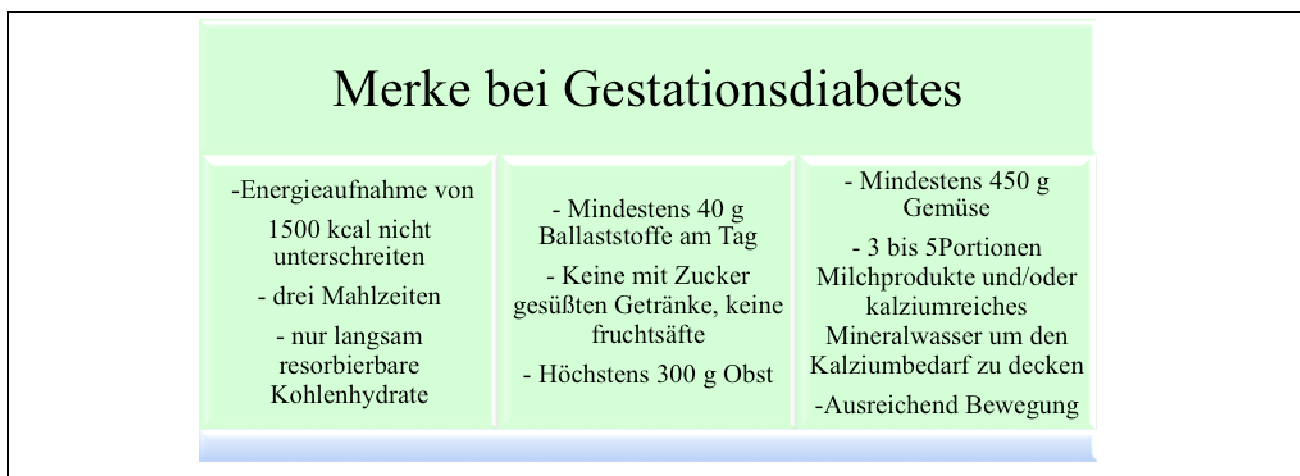 Merke bei Gestationsdiabetes
-Energieaufnahme von
1500 kcal nicht
unterschreiten
- drei Mahlzeiten
- nur langsam
resorbierbare
Kohlenhydrate
- Mindestens 40 g
Ballaststoffe am Tag
- Keine mit Zucker
gesüßten Getränke, keine
fruchtsäfte
- Höchstens 300 g Obst
- Mindestens 450 g
Gemüse
- 3 bis 5Portionen
Milchprodukte und/oder
kalziumreiches
Mineralwasser um den
Kalziumbedarf zu decken
-Ausreichend Bewegung